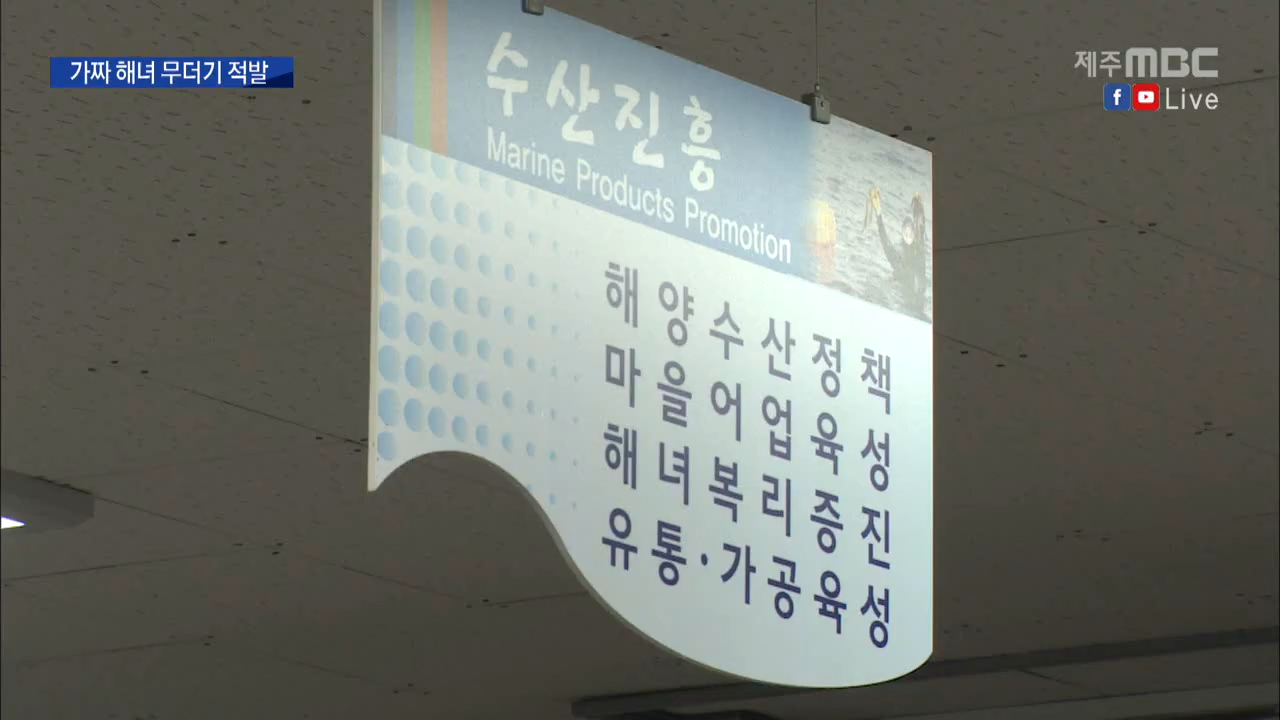 가짜 해녀 무더기 적발
제주MBC
Live
수산진흥
Marine Products Promotion
해양수산정책
마을어업육성
해녀복리증진
유통·가공육성